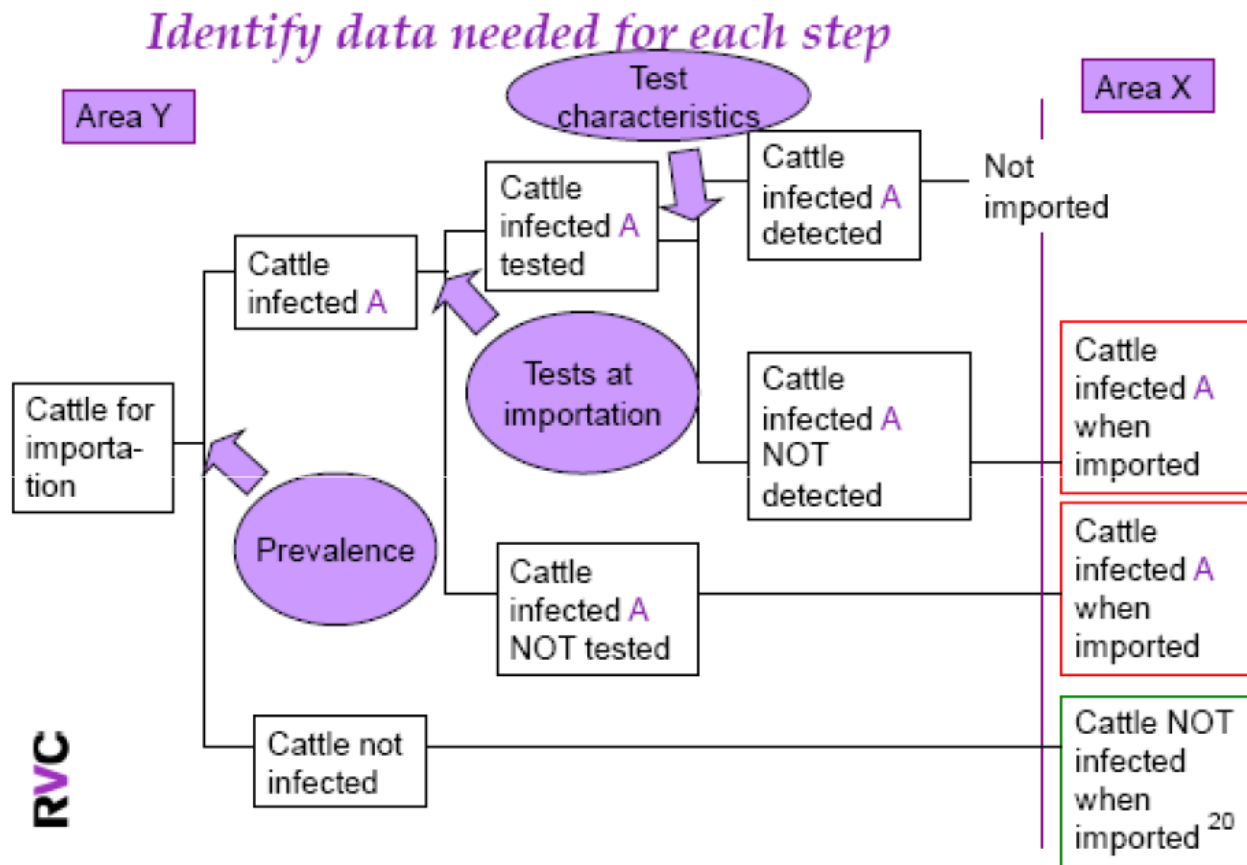 Identify data needed for each step
Area Y
Test
characteristics
Area X
Cattle
infected A
detected
Not
imported
Cattle
infected A
tested
Cattle
infected A
Tests at
importation
Cattle
infected A
NOT
detected
Cattle
infected A
when
imported
Cattle for
importa-
tion
Prevalence
Cattle
infected A
NOT tested
Cattle
infected A
when
imported
Cattle not
infected
Cattle NOT
infected
when
imported
20
RVC